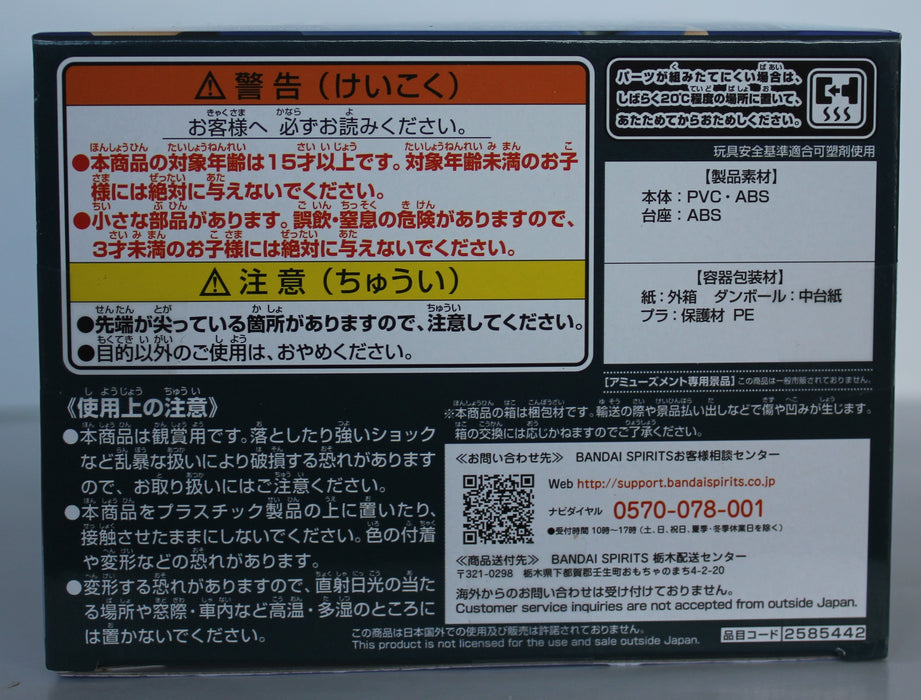 ⚠警告（けいこく）
お客様へ 必ずお読みください。
●本商品の対象年齢は15才以上です。対象年齢未満のお子
様には絶対に与えないでください。
●小さな部品があります。誤飲・窒息の危険がありますので、
3才未満のお子様には絶対に与えないでください。
⚠注意（ちゅうい）
●先端が尖っている箇所がありますので、注意してください。
●目的以外のご使用は、おやめください。
《使用上の注意》
●本商品は観賞用です。落としたり強いショック
など乱暴な扱いにより破損する恐れがあります
ので、お取り扱いにはご注意ください。
●本商品をプラスチック製品の上に置いたり、
接触させたままにしないでください。色の付着
や変形などの恐れがあります。
●変形する恐れがありますので、直射日光の当た
る場所や窓際・車内など高温・多湿のところに
は置かないでください。
パーツが組みたてにくい場合は、
しばらく20℃程度の場所に置いて、
あたためてからおためしください。
玩具安全基準適合可塑剤使用
【製品素材】
本体：PVC・ABS
台座：ABS
【容器包装材】
紙：外箱 ダンボール：中台紙
プラ：保護材 PE
【アミューズメント専用景品】この商品は一般市販されておりません。
※本商品の箱は梱包材です。輸送の際や景品払い出しなどで傷や凹みが生じます。
箱の交換には応じかねますのでご了承ください。
≪お問い合わせ先≫ BANDAI SPIRITSお客様相談センター
Web http://support.bandaispirits.co.jp
ナビダイヤル 0570-078-001
●受付時間 10時〜17時（土、日、祝日、夏季・冬季休業日を除く）
≪商品送付先≫ BANDAI SPIRITS 栃木配送センター
〒321-0298 栃木県下都賀郡壬生町おもちゃのまち4-2-20
海外からのお問い合わせは受け付けておりません。
Customer service inquiries are not accepted from outside Japan.
この商品は日本国外での使用及び販売は許諾されておりません。
This product is not licensed for the use and sale outside Japan.
品目コード 2585442